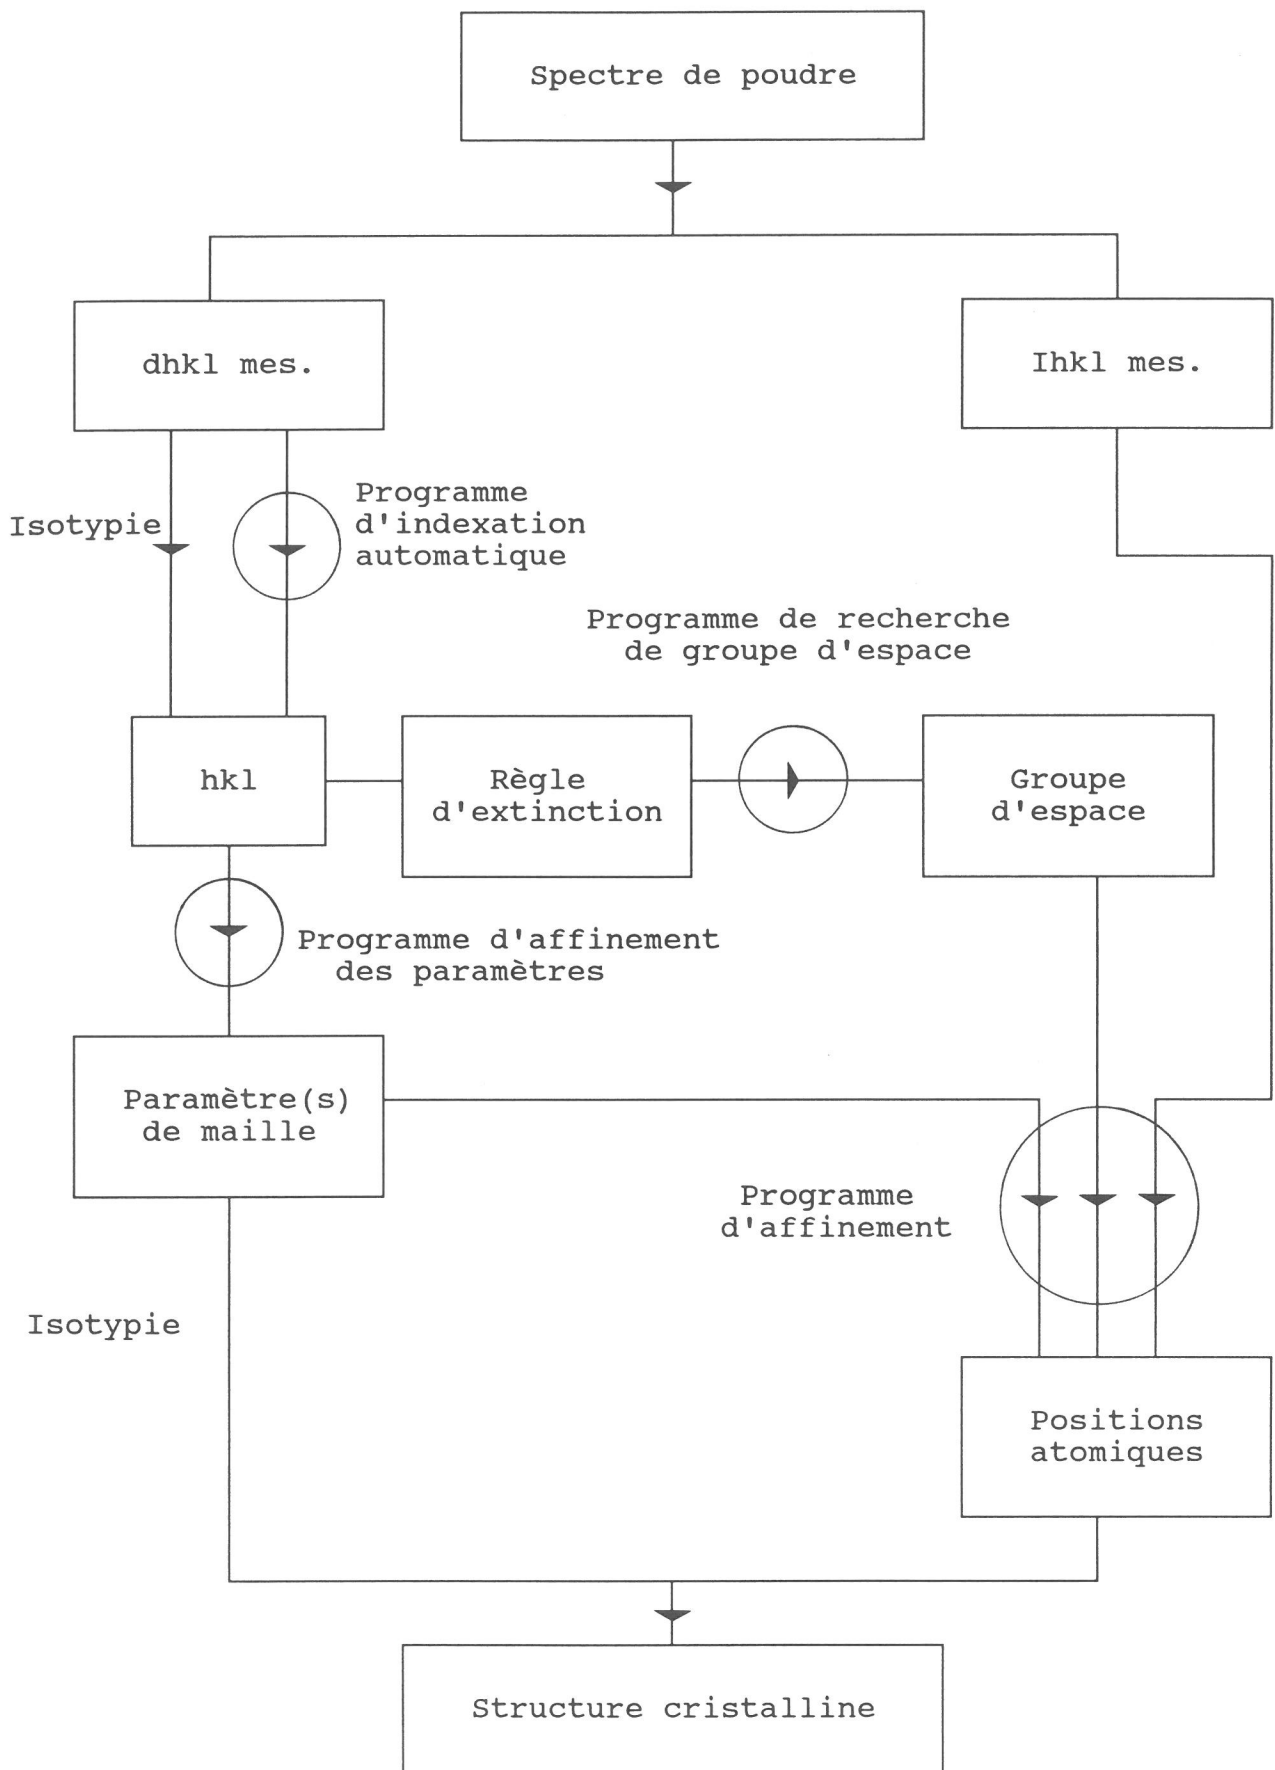 Spectre de poudre
dhkl mes.
Ihkl mes.
Isotypie
Programme
d'indexation
automatique
Programme de recherche
de groupe d'espace
hkl
Règle
d'extinction
Groupe
d'espace
Programme d'affinement
des paramètres
Paramètre(s)
de maille
Programme
d'affinement
Isotypie
Positions
atomiques
Structure cristalline